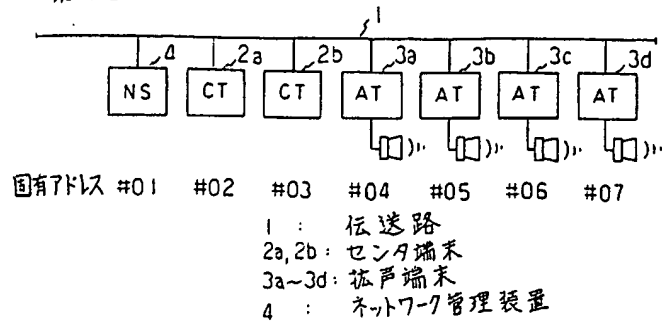 1
4 2a 2b 3a 3b 3c 3d
NS CT CT AT AT AT AT
固有アドレス #01 #02 #03 #04 #05 #06 #07
1 : 伝送路
2a,2b: センタ端末
3a~3d: 拡声端末
4 : ネットワーク管理装置